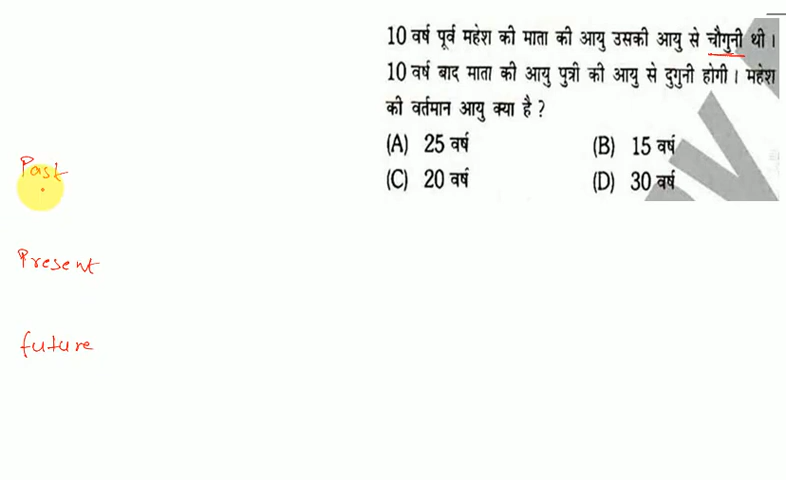 10 वर्ष पूर्व महेश की माता की आयु उसकी आयु से चौगुनी थी।
10 वर्ष बाद माता की आयु पुत्री की आयु से दुगुनी होगी। महेश
की वर्तमान आयु क्या है ?
(A) 25 वर्ष (B) 15 वर्ष
(C) 20 वर्ष (D) 30 वर्ष
Past
Present
future